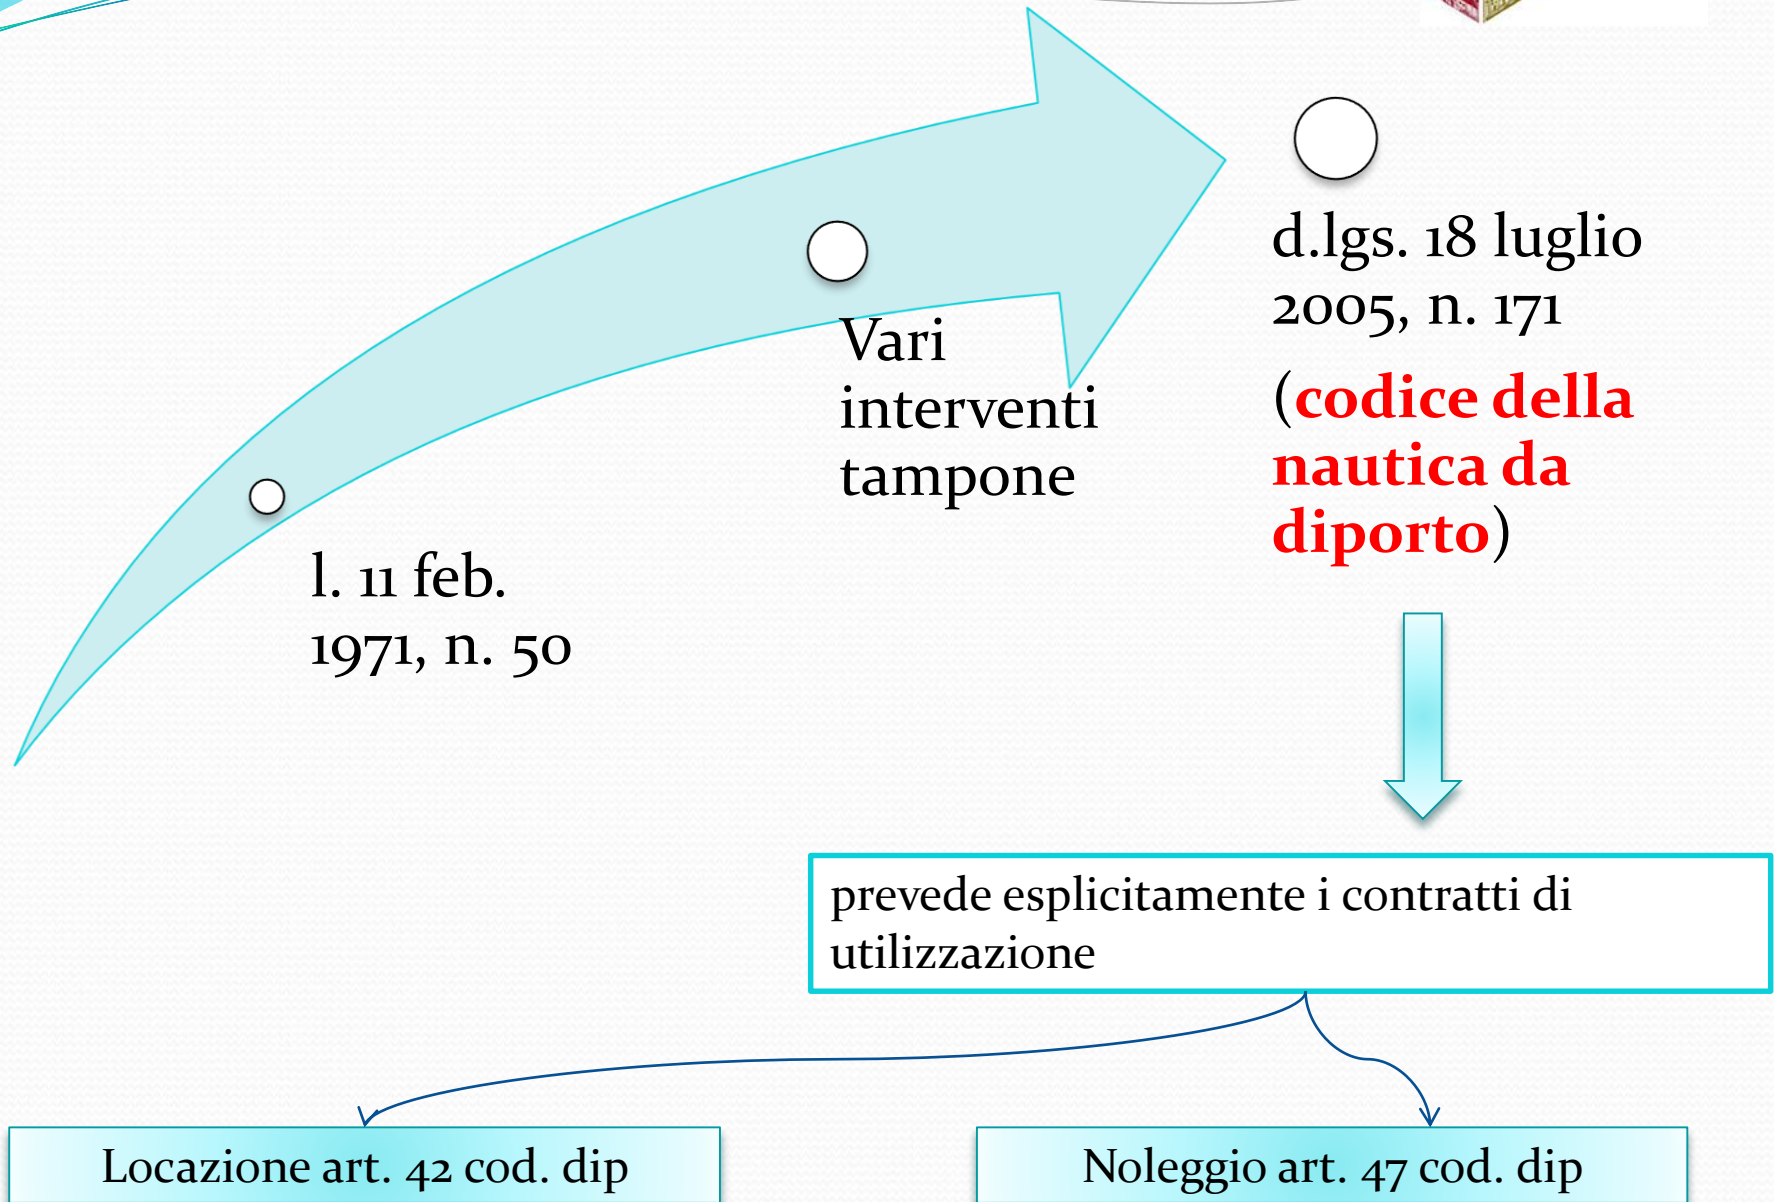 l. 11 feb.
1971, n. 50
Vari
interventi
tampone
d.lgs. 18 luglio
2005, n. 171
(codice della
nautica da
diporto)
prevede esplicitamente i contratti di
utilizzazione
Locazione art. 42 cod. dip
Noleggio art. 47 cod. dip